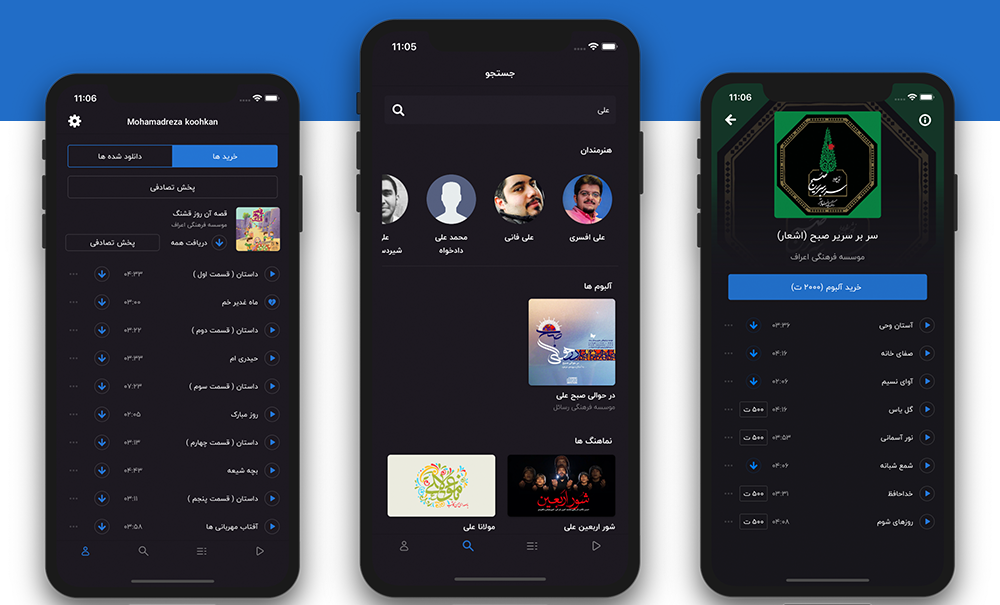 11:06
Mohamadreza koohkan
خرید ها
دانلود شده ها
پخش تصادفی
قصه آن روز قشنگ
موسسه فرهنگی اعراف
دریافت همه
پخش تصادفی
داستان ( قسمت اول ) ۰۴:۳۳
ماه غدیر خم ۰۳:۰۰
داستان ( قسمت دوم ) ۰۳:۲۲
حیدری ام ۰۳:۳۳
داستان ( قسمت سوم ) ۰۷:۲۳
روز مبارک ۰۲:۰۵
داستان ( قسمت چهارم ) ۰۳:۱۳
بچه شیعه ۰۴:۴۳
داستان ( قسمت پنجم ) ۰۳:۱۱
آفتاب مهربانی ها ۰۳:۵۸
11:05
جستجو
علی
هنرمندان
علی افسری
علی فانی
محمد علی
دادخواه
آلبوم ها
در حوالی صبح علی
موسسه فرهنگی رسائل
نماهنگ ها
شور اربعین
شور اربعین علی
مولانا علی
11:06
سر بر سریر صبح (اشعار)
موسسه فرهنگی اعراف
خرید آلبوم (۲۰۰۰ ت)
آستان وحی ۰۳:۳۶
صفای خانه ۰۴:۱۶
آوای نسیم ۰۲:۰۶
گل یاس ۰۴:۱۶ ۵۰۰ ت
نور آسمانی ۰۳:۵۳ ۵۰۰ ت
شمع شبانه ۰۴:۰۶
خداحافظ ۰۳:۳۱ ۵۰۰ ت
روزهای شوم ۰۴:۰۸ ۵۰۰ ت